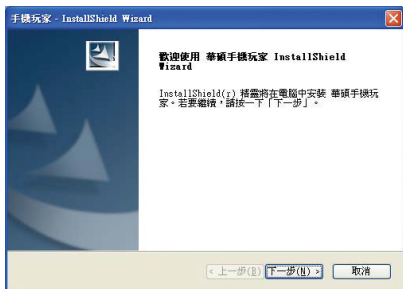 手機玩家 - InstallShield Wizard
歡迎使用 華碩手機玩家 InstallShield
Wizard
InstallShield(r) 精靈將在電腦中安裝 華碩手機玩
家。若要繼續，請按一下「下一步」。
< 上一步(B) 下一步(N) > 取消